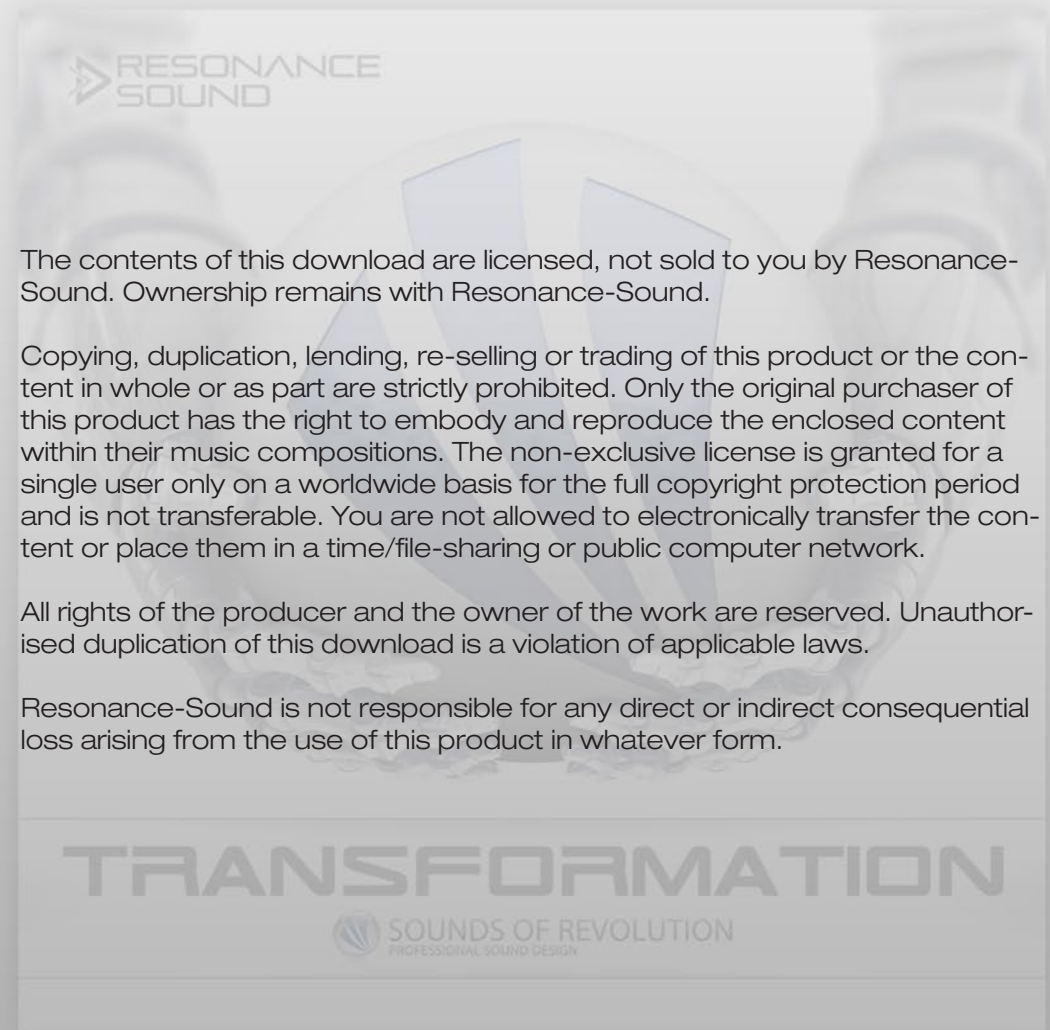 RESONANCE
SOUND
The contents of this download are licensed, not sold to you by Resonance-
Sound. Ownership remains with Resonance-Sound.
Copying, duplication, lending, re-selling or trading of this product or the con-
tent in whole or as part are strictly prohibited. Only the original purchaser of
this product has the right to embody and reproduce the enclosed content
within their music compositions. The non-exclusive license is granted for a
single user only on a worldwide basis for the full copyright protection period
and is not transferable. You are not allowed to electronically transfer the con-
tent or place them in a time/file-sharing or public computer network.
All rights of the producer and the owner of the work are reserved. Unauthor-
ised duplication of this download is a violation of applicable laws.
Resonance-Sound is not responsible for any direct or indirect consequential
loss arising from the use of this product in whatever form.
TRANSFORMATION
SOUNDS OF REVOLUTION
PROFESSIONAL SOUND DESIGN